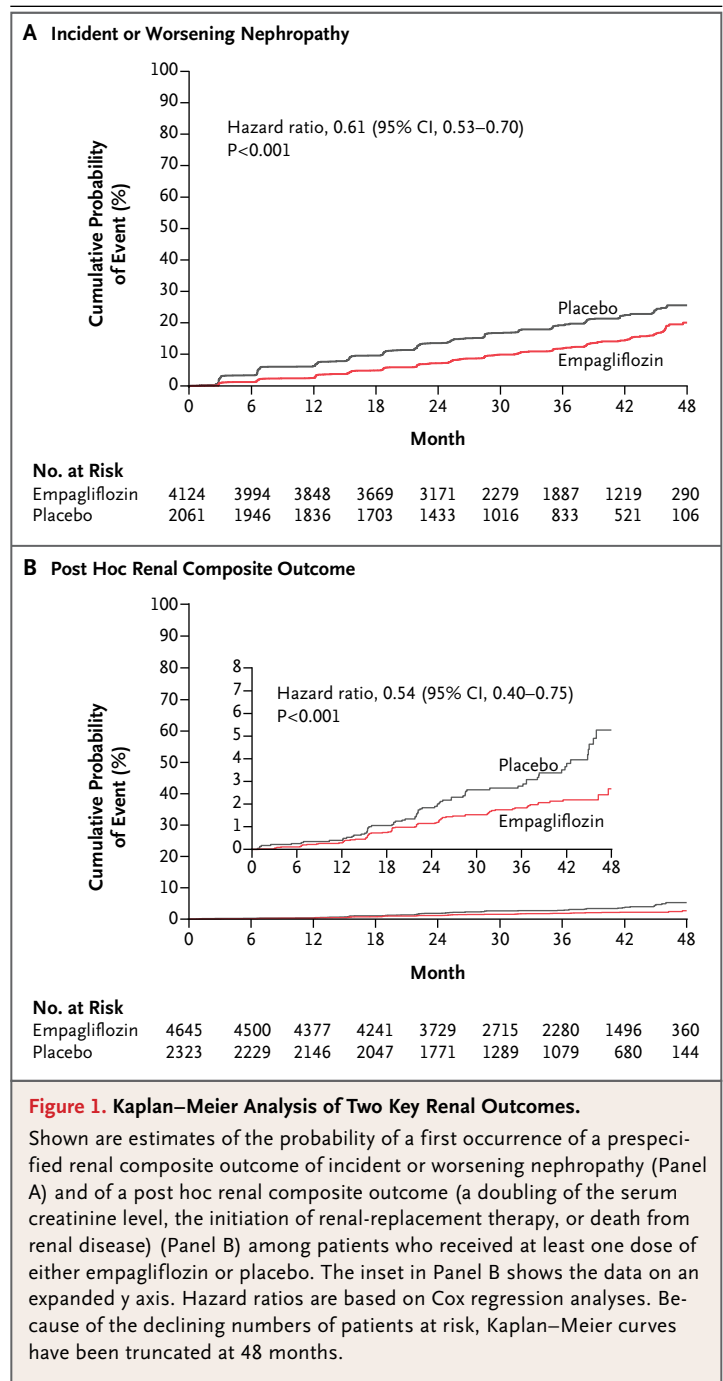 A Incident or Worsening Nephropathy
100
90
80
70
60
50
40
30
20
10
0
Cumulative Probability
of Event (%)
Hazard ratio, 0.61 (95% CI, 0.53–0.70)
P<0.001
Placebo
Empagliflozin
0 6 12 18 24 30 36 42 48
Month
No. at Risk
Empagliflozin 4124 3994 3848 3669 3171 2279 1887 1219 290
Placebo 2061 1946 1836 1703 1433 1016 833 521 106
B Post Hoc Renal Composite Outcome
100
90
80
70
60
50
40
30
20
10
0
Cumulative Probability
of Event (%)
8
7
6
5
4
3
2
1
0
Hazard ratio, 0.54 (95% CI, 0.40–0.75)
P<0.001
Placebo
Empagliflozin
0 6 12 18 24 30 36 42 48
0 6 12 18 24 30 36 42 48
Month
No. at Risk
Empagliflozin 4645 4500 4377 4241 3729 2715 2280 1496 360
Placebo 2323 2229 2146 2047 1771 1289 1079 680 144
Figure 1. Kaplan–Meier Analysis of Two Key Renal Outcomes.
Shown are estimates of the probability of a first occurrence of a prespeci-
fied renal composite outcome of incident or worsening nephropathy (Panel
A) and of a post hoc renal composite outcome (a doubling of the serum
creatinine level, the initiation of renal-replacement therapy, or death from
renal disease) (Panel B) among patients who received at least one dose of
either empagliflozin or placebo. The inset in Panel B shows the data on an
expanded y axis. Hazard ratios are based on Cox regression analyses. Be-
cause of the declining numbers of patients at risk, Kaplan–Meier curves
have been truncated at 48 months.